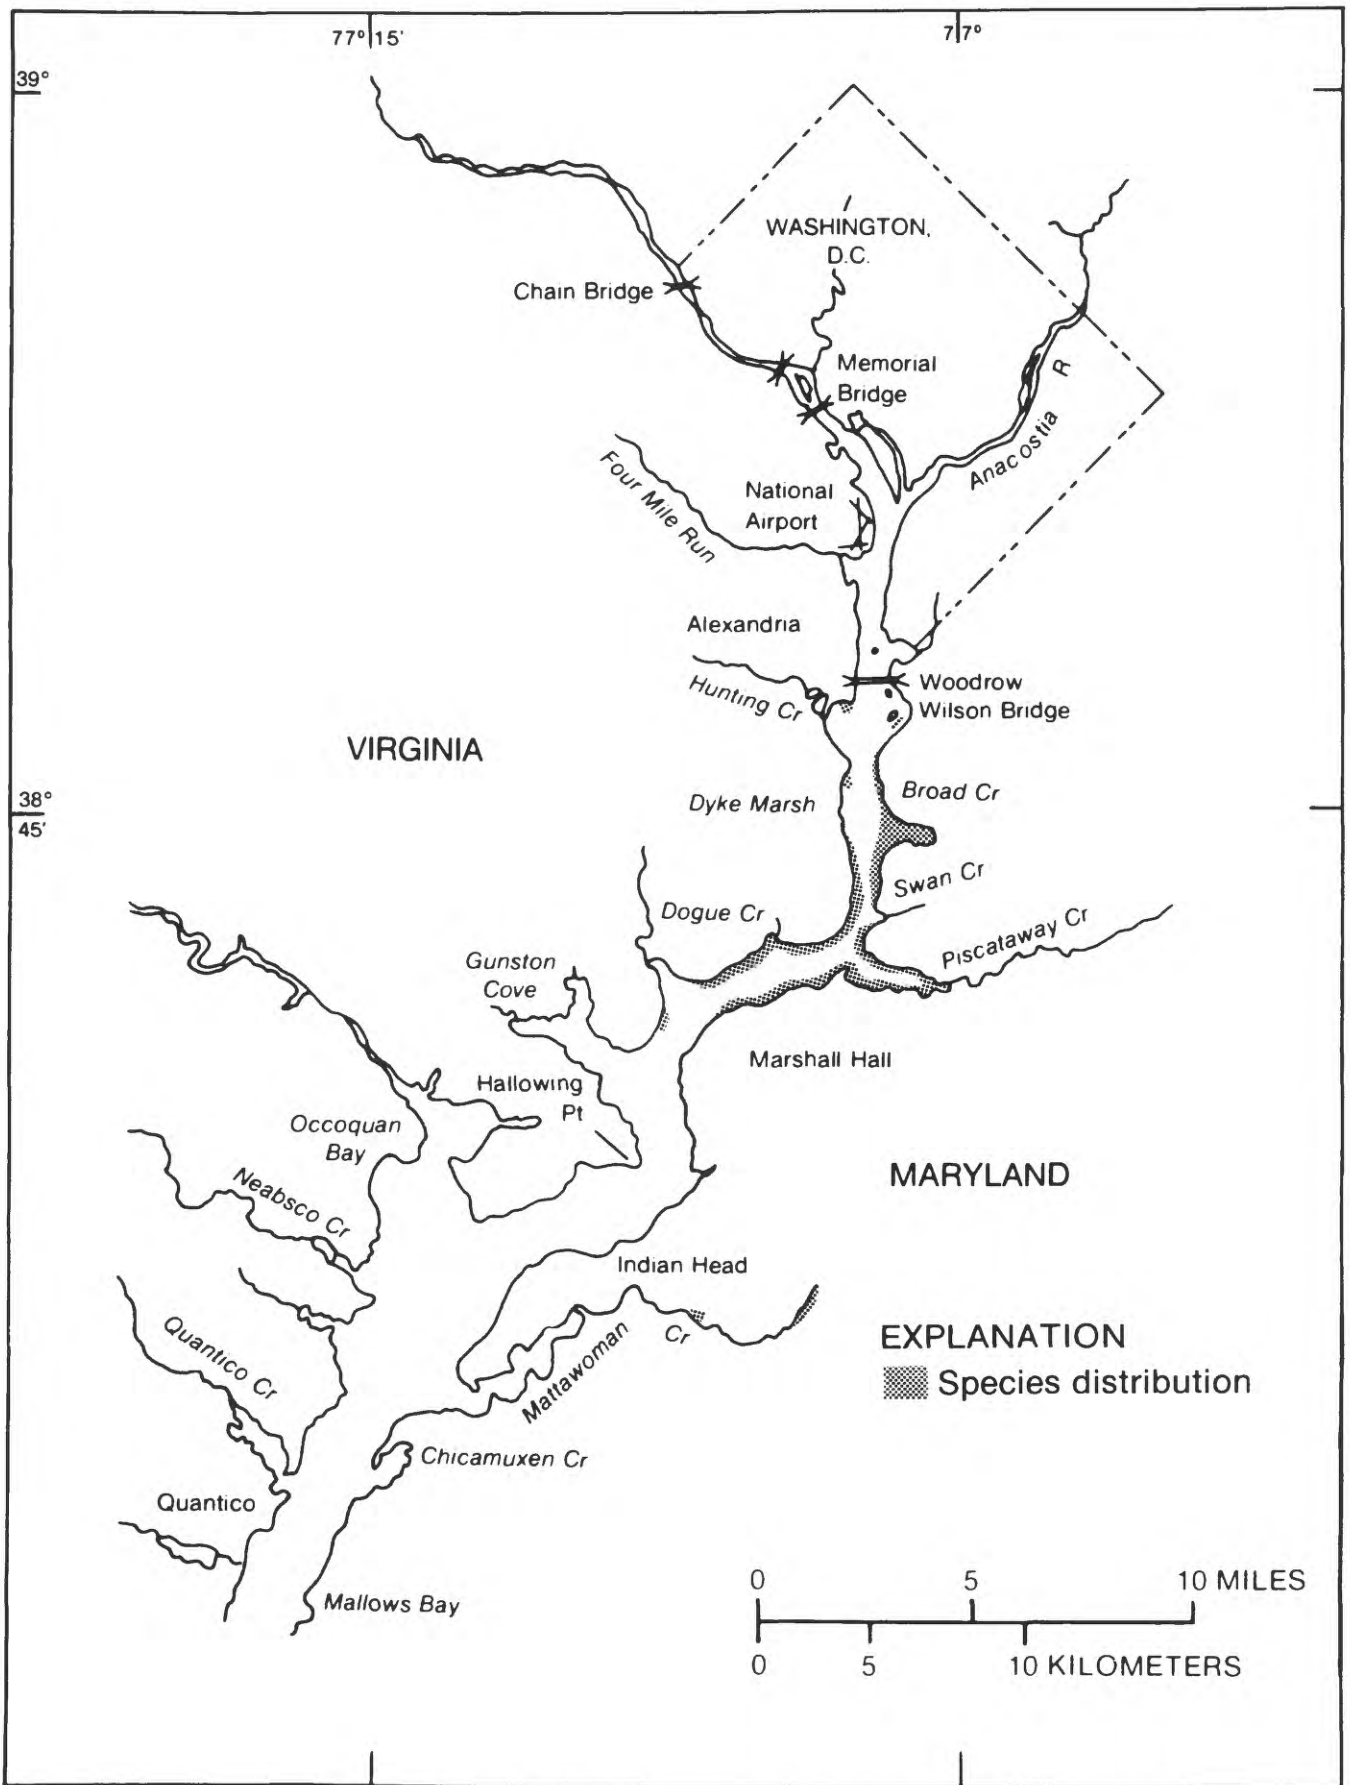 77° 15'
77°
39°
WASHINGTON,
D.C.
Chain Bridge
Memorial
Bridge
Anacostia R
Four Mile Run
National
Airport
Alexandria
Hunting Cr
Woodrow
Wilson Bridge
VIRGINIA
38°
45'
Dyke Marsh
Broad Cr
Swan Cr
Dogue Cr
Piscataway Cr
Gunston
Cove
Marshall Hall
Hallowing
Pt
Occoquan
Bay
MARYLAND
Neabsco Cr
Indian Head
Mattawoman Cr
Quantico Cr
EXPLANATION
Species distribution
Chicamuxen Cr
Quantico
Mallows Bay
0 5 10 MILES
0 5 10 KILOMETERS